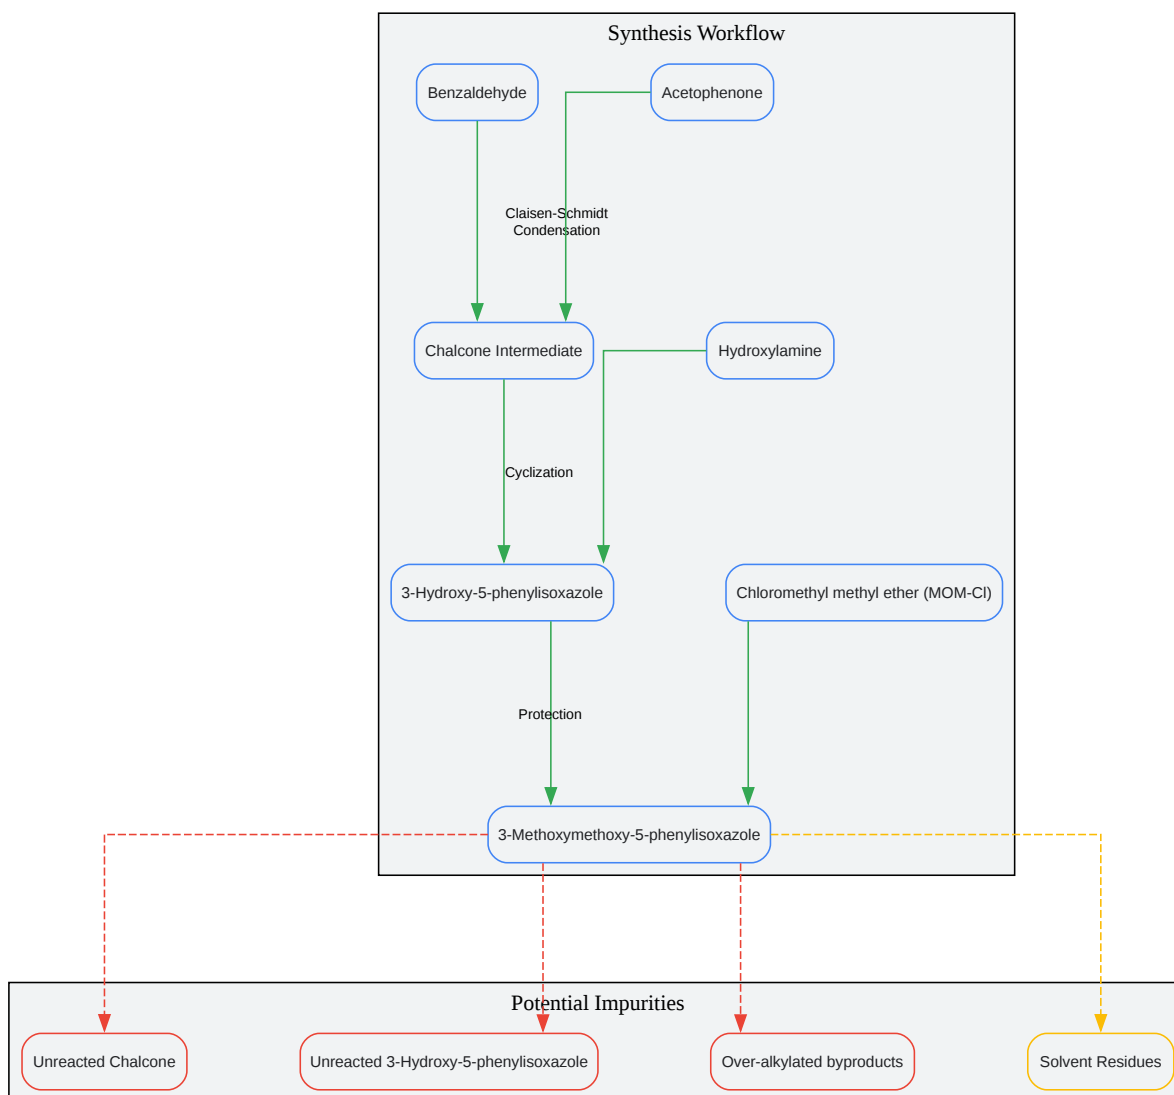 Synthesis Workflow
Benzaldehyde
Acetophenone
Claisen-Schmidt
Condensation
Chalcone Intermediate
Hydroxylamine
Cyclization
3-Hydroxy-5-phenylisoxazole
Chloromethyl methyl ether (MOM-Cl)
Protection
3-Methoxymethoxy-5-phenylisoxazole
Potential Impurities
Unreacted Chalcone
Unreacted 3-Hydroxy-5-phenylisoxazole
Over-alkylated byproducts
Solvent Residues